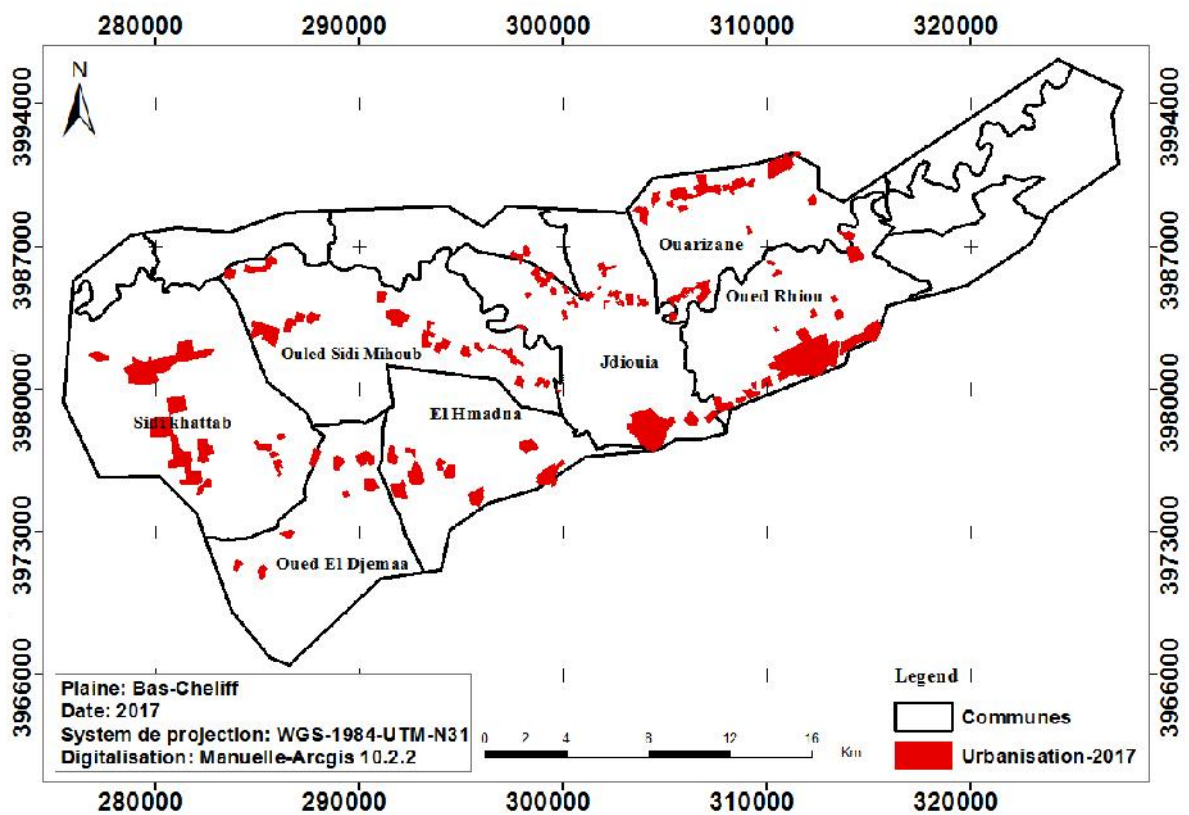 280000 290000 300000 310000 320000
N
3994000 3994000
3987000 3987000
3980000 3980000
3973000 3973000
3966000 3966000
Ouarizane
Oued Rhiou
Ouled Sidi Mihoub
Jdiouia
El Hmadna
Sidi khattab
Oued El Djemaa
Plaine: Bas-Cheliff
Date: 2017
System de projection: WGS-1984-UTM-N31
Digitalisation: Manuelle-Arcgis 10.2.2
0 2 4 8 12 16
Km
Legend
Communes
Urbanisation-2017
280000 290000 300000 310000 320000